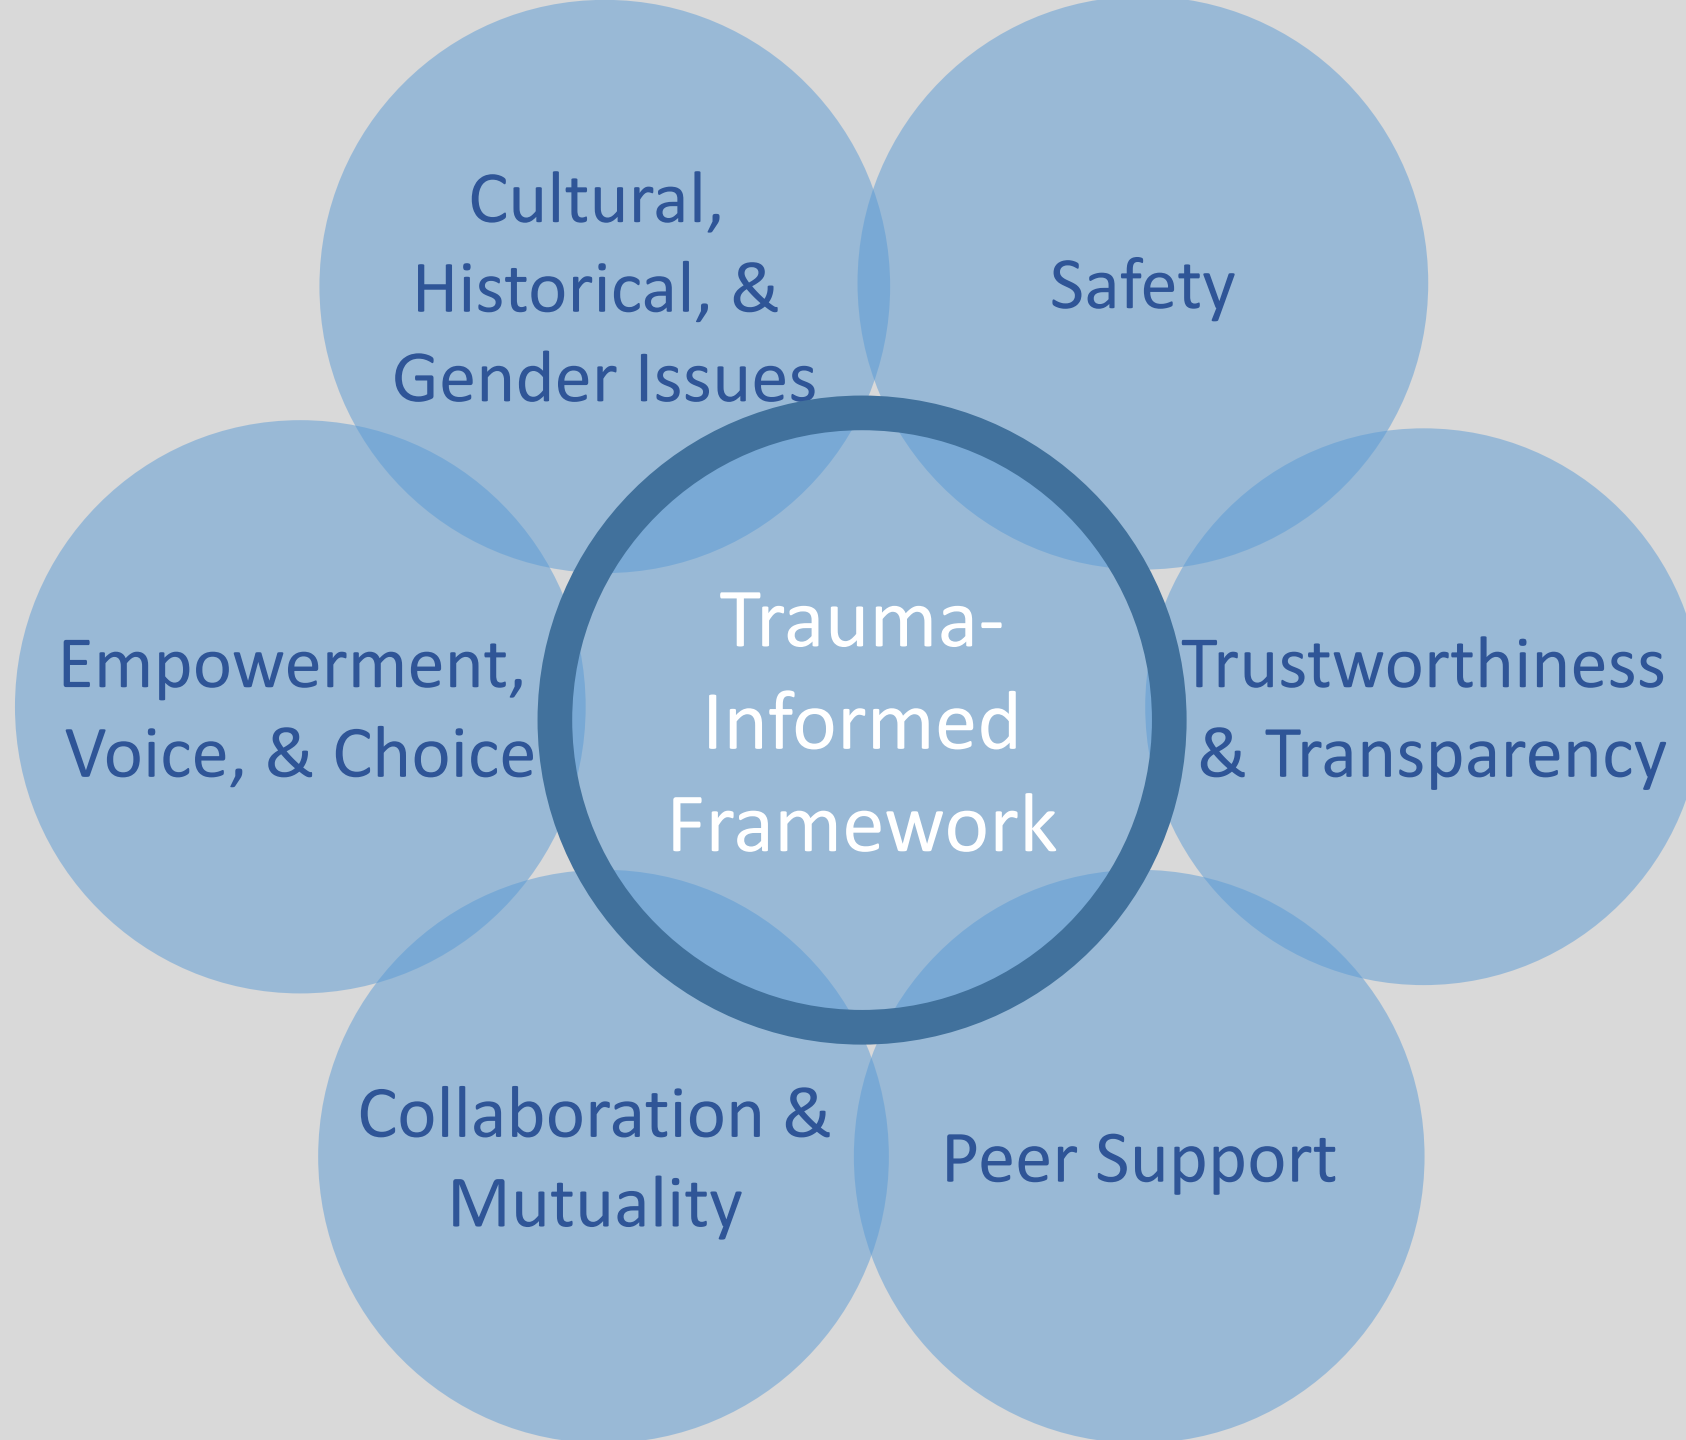 Cultural,
Historical, &
Gender Issues
Safety
Trustworthiness
& Transparency
Peer Support
Collaboration &
Mutuality
Empowerment,
Voice, & Choice
Trauma-
Informed
Framework